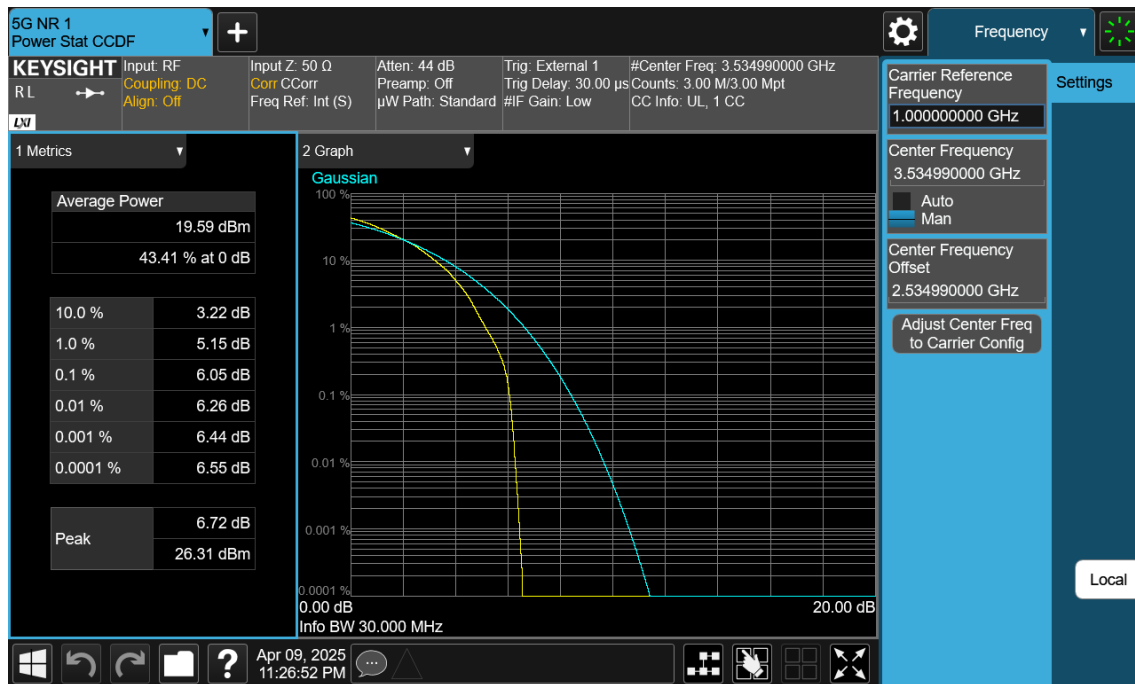 5G NR 1
Power Stat CCDF
Frequency
KEYSIGHT
R L
LXI
Input: RF
Coupling: DC
Align: Off
Input Z: 50 Ω
Corr CCorr
Freq Ref: Int (S)
Atten: 44 dB
Preamp: Off
µW Path: Standard
Trig: External 1
Trig Delay: 30.00 µs
#IF Gain: Low
#Center Freq: 3.534990000 GHz
Counts: 3.00 M/3.00 Mpt
CC Info: UL, 1 CC
1 Metrics
Average Power
19.59 dBm
43.41 % at 0 dB
10.0 % 3.22 dB
1.0 % 5.15 dB
0.1 % 6.05 dB
0.01 % 6.26 dB
0.001 % 6.44 dB
0.0001 % 6.55 dB
Peak
6.72 dB
26.31 dBm
2 Graph
Gaussian
100 %
10 %
1 %
0.1 %
0.01 %
0.001 %
0.0001 %
0.00 dB 20.00 dB
Info BW 30.000 MHz
Carrier Reference
Frequency
1.000000000 GHz
Center Frequency
3.534990000 GHz
Auto
Man
Center Frequency
Offset
2.534990000 GHz
Adjust Center Freq
to Carrier Config
Settings
Local
?
Apr 09, 2025
11:26:52 PM